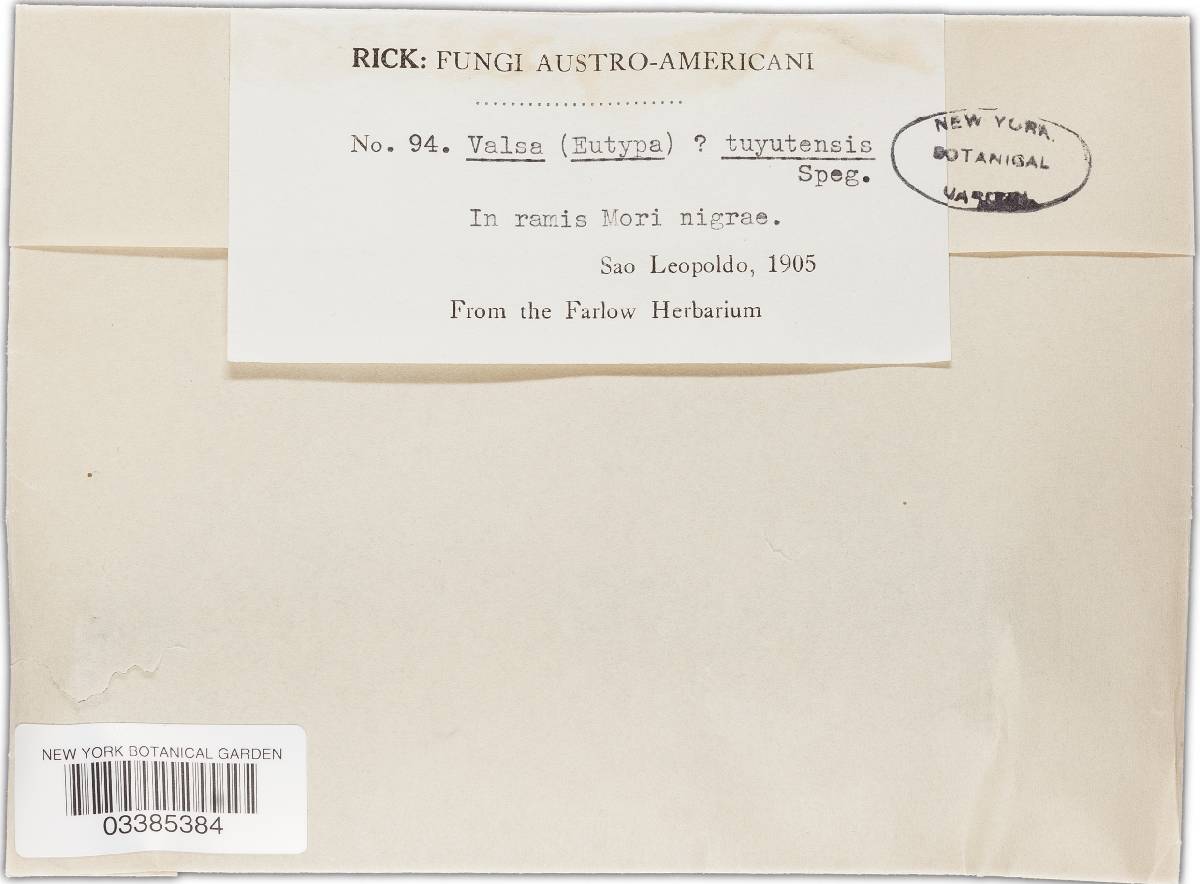 RICK: FUNGI AUSTRO-AMERICANI
No. 94. Valsa (Eutypa) ? tuyutensis
Speg.
In ramis Mori nigrae.
Sao Leopoldo, 1905
From the Farlow Herbarium
NEW YORK
BOTANICAL
GARDEN
NEW YORK BOTANICAL GARDEN
03385384